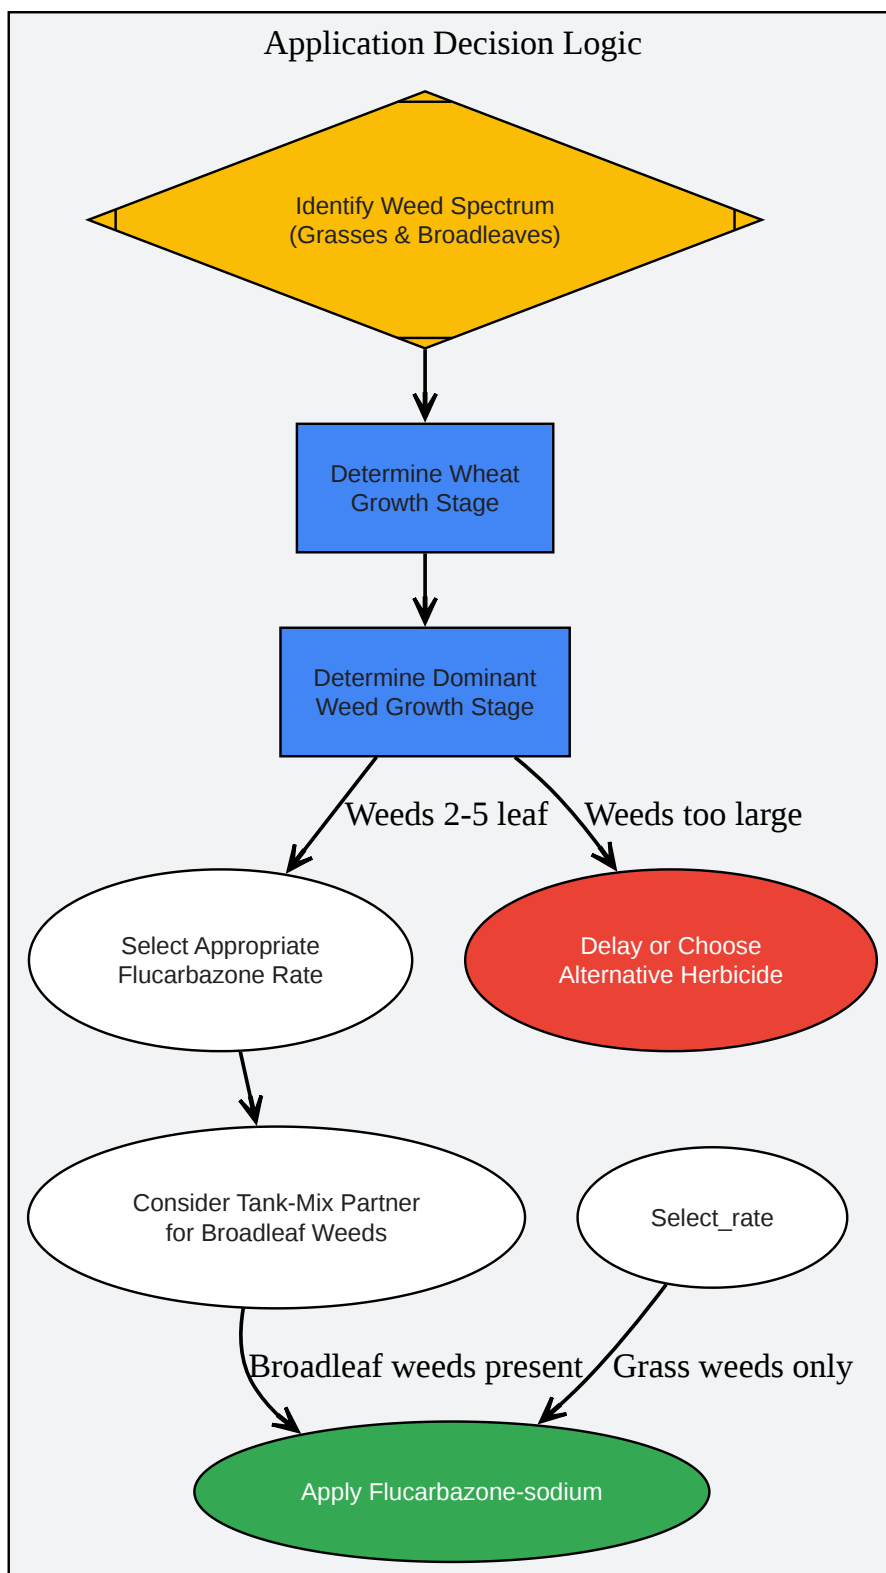 Application Decision Logic
Identify Weed Spectrum
(Grasses & Broadleaves)
Determine Wheat
Growth Stage
Determine Dominant
Weed Growth Stage
Weeds 2-5 leaf
Weeds too large
Select Appropriate
Flucarbazone Rate
Delay or Choose
Alternative Herbicide
Consider Tank-Mix Partner
for Broadleaf Weeds
Select_rate
Broadleaf weeds present
Grass weeds only
Apply Flucarbazone-sodium